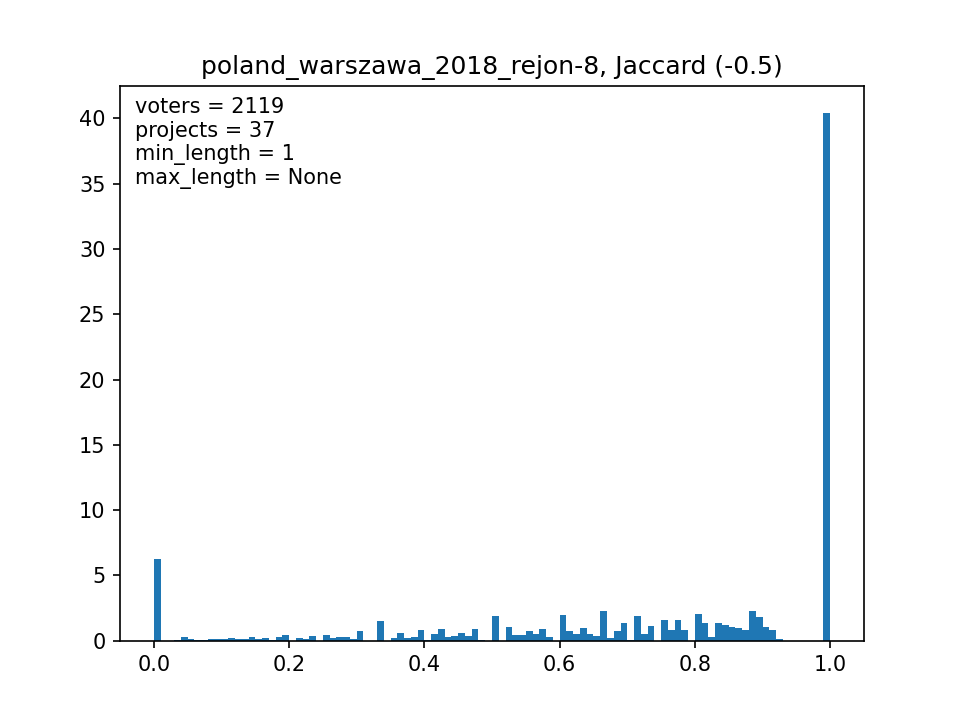 poland_warszawa_2018_rejon-8, Jaccard (-0.5)
voters = 2119
projects = 37
min_length = 1
max_length = None
40
35
30
25
20
15
10
5
0
0.0 0.2 0.4 0.6 0.8 1.0